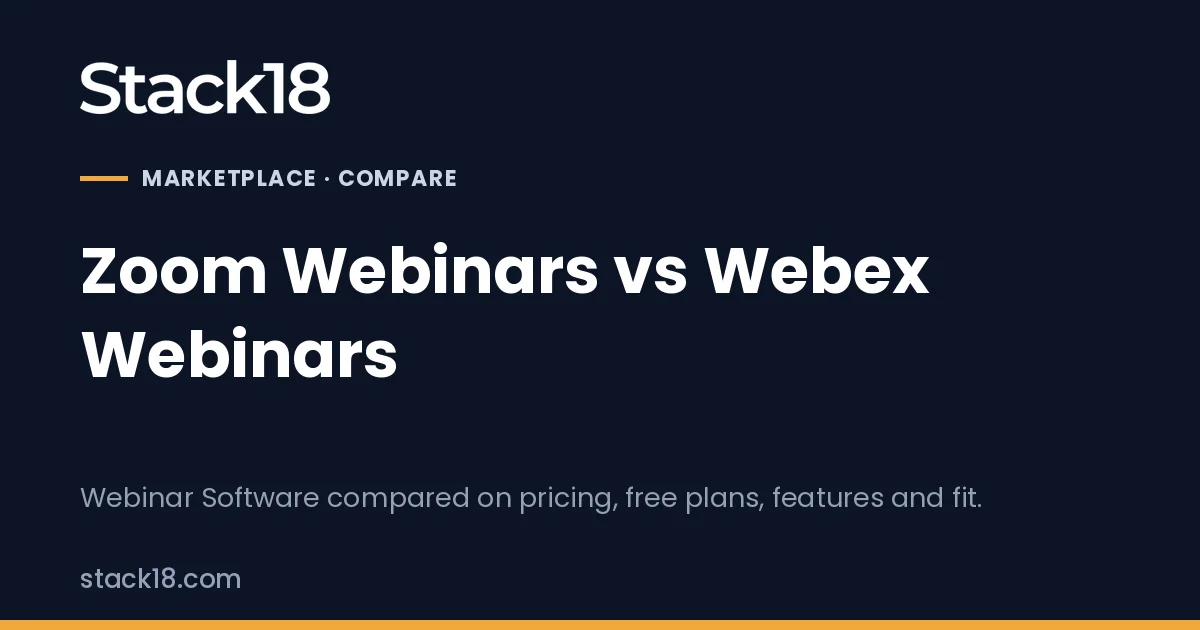 Stack18
MARKETPLACE · COMPARE
Zoom Webinars vs Webex
Webinars
Webinar Software compared on pricing, free plans, features and fit.
stack18.com